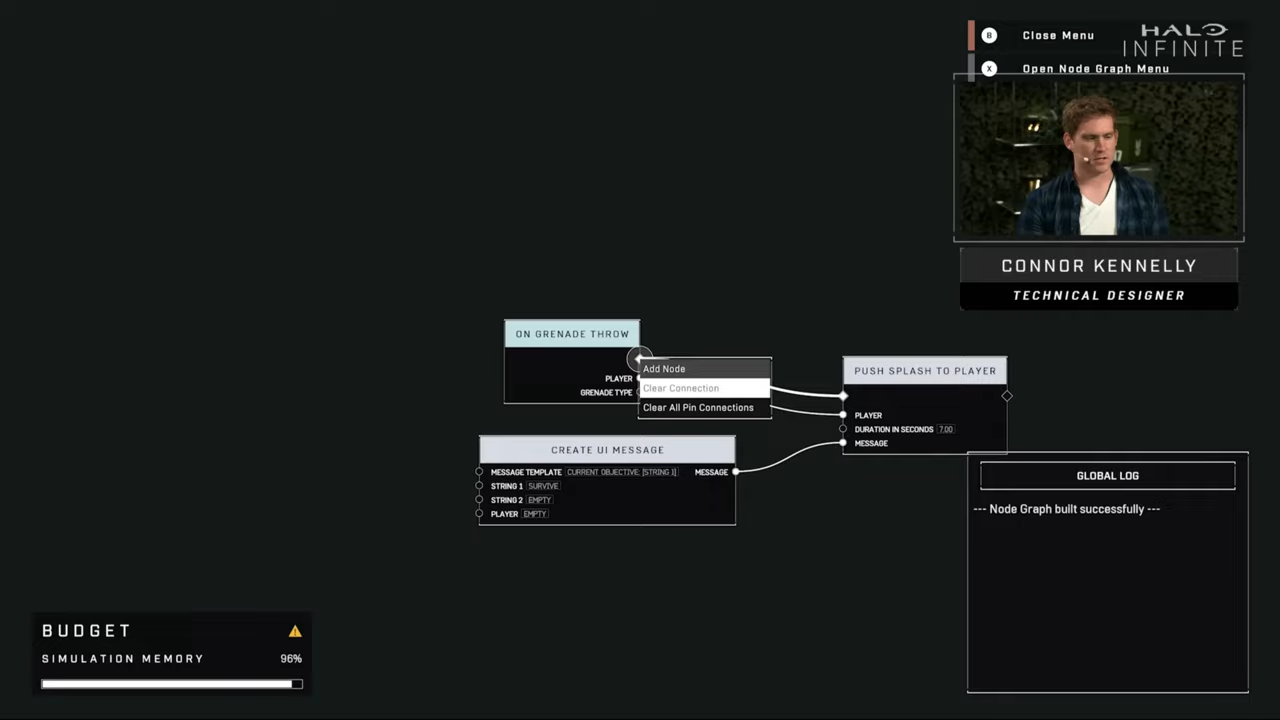 B Close Menu
HALO
INFINITE
X Open Node Graph Menu
CONNOR KENNELLY
TECHNICAL DESIGNER
ON GRENADE THROW
PLAYER
GRENADE TYPE
Add Node
Clear Connection
Clear All Pin Connections
PUSH SPLASH TO PLAYER
PLAYER
DURATION IN SECONDS 7.00
MESSAGE
CREATE UI MESSAGE
MESSAGE TEMPLATE CURRENT OBJECTIVE: [STRING 1] MESSAGE
STRING 1 SURVIVE
STRING 2 EMPTY
PLAYER EMPTY
GLOBAL LOG
--- Node Graph built successfully ---
BUDGET
SIMULATION MEMORY 96%